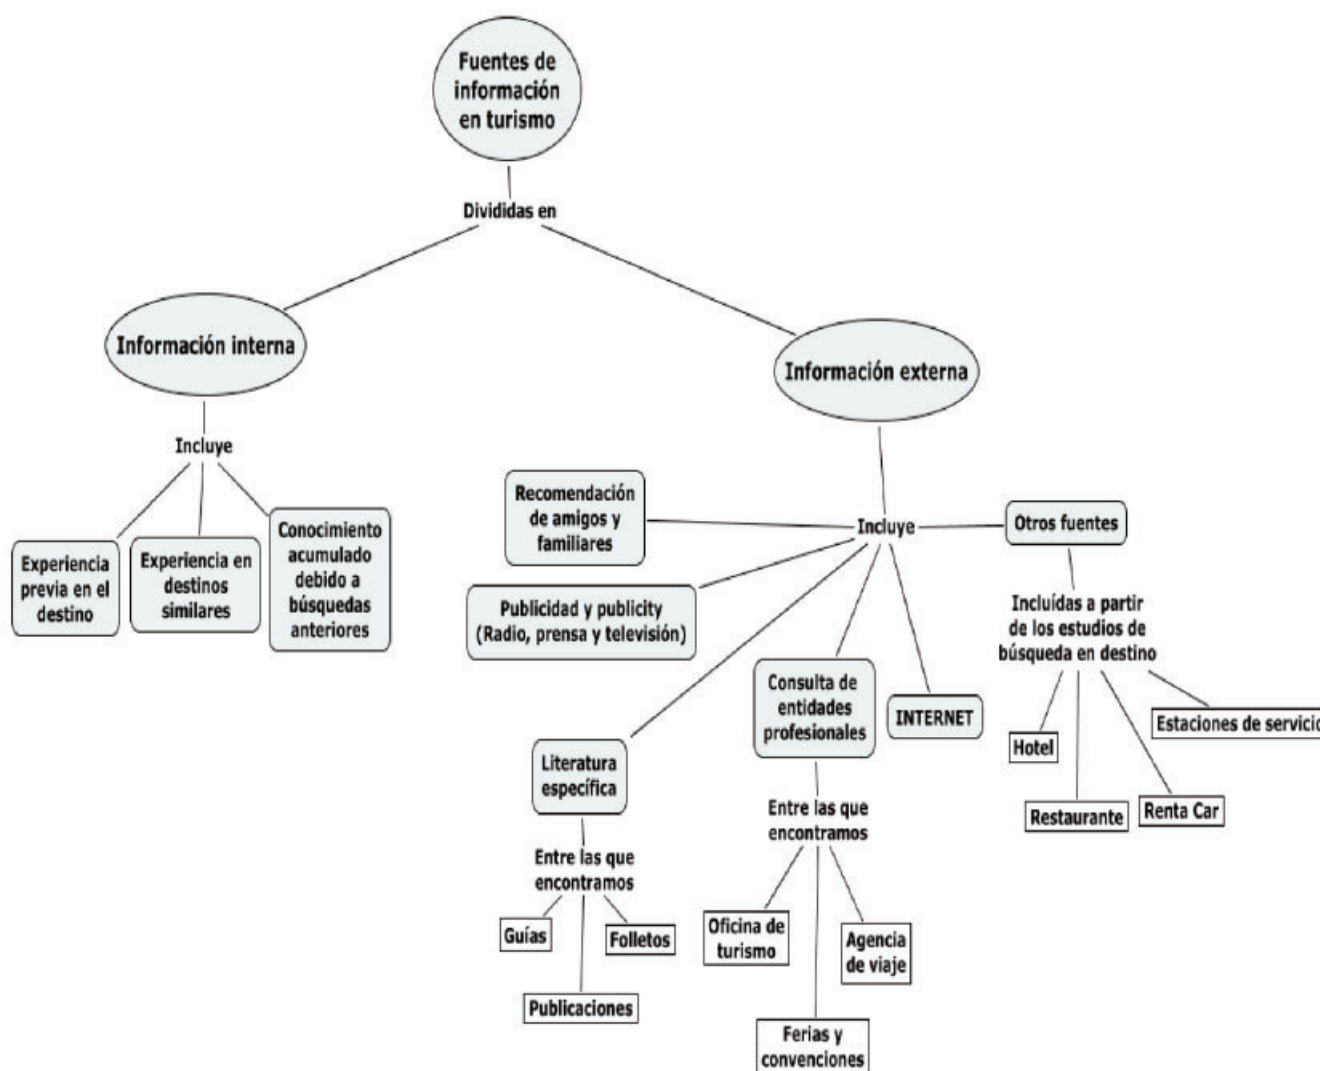 Fuentes de
información
en turismo
Divididas en
Información interna
Incluye
Experiencia
previa en el
destino
Experiencia en
destinos
similares
Conocimiento
acumulado
debido a
búsquedas
anteriores
Información externa
Incluye
Recomendación
de amigos y
familiares
Publicidad y publicity
(Radio, prensa y televisión)
Literatura
específica
Entre las que
encontramos
Guías
Publicaciones
Folletos
Consulta de
entidades
profesionales
Entre las que
encontramos
Oficina de
turismo
Ferias y
convenciones
Agencia
de viaje
INTERNET
Otros fuentes
Incluídas a partir
de los estudios de
búsqueda en destino
Hotel
Restaurante
Renta Car
Estaciones de servicio